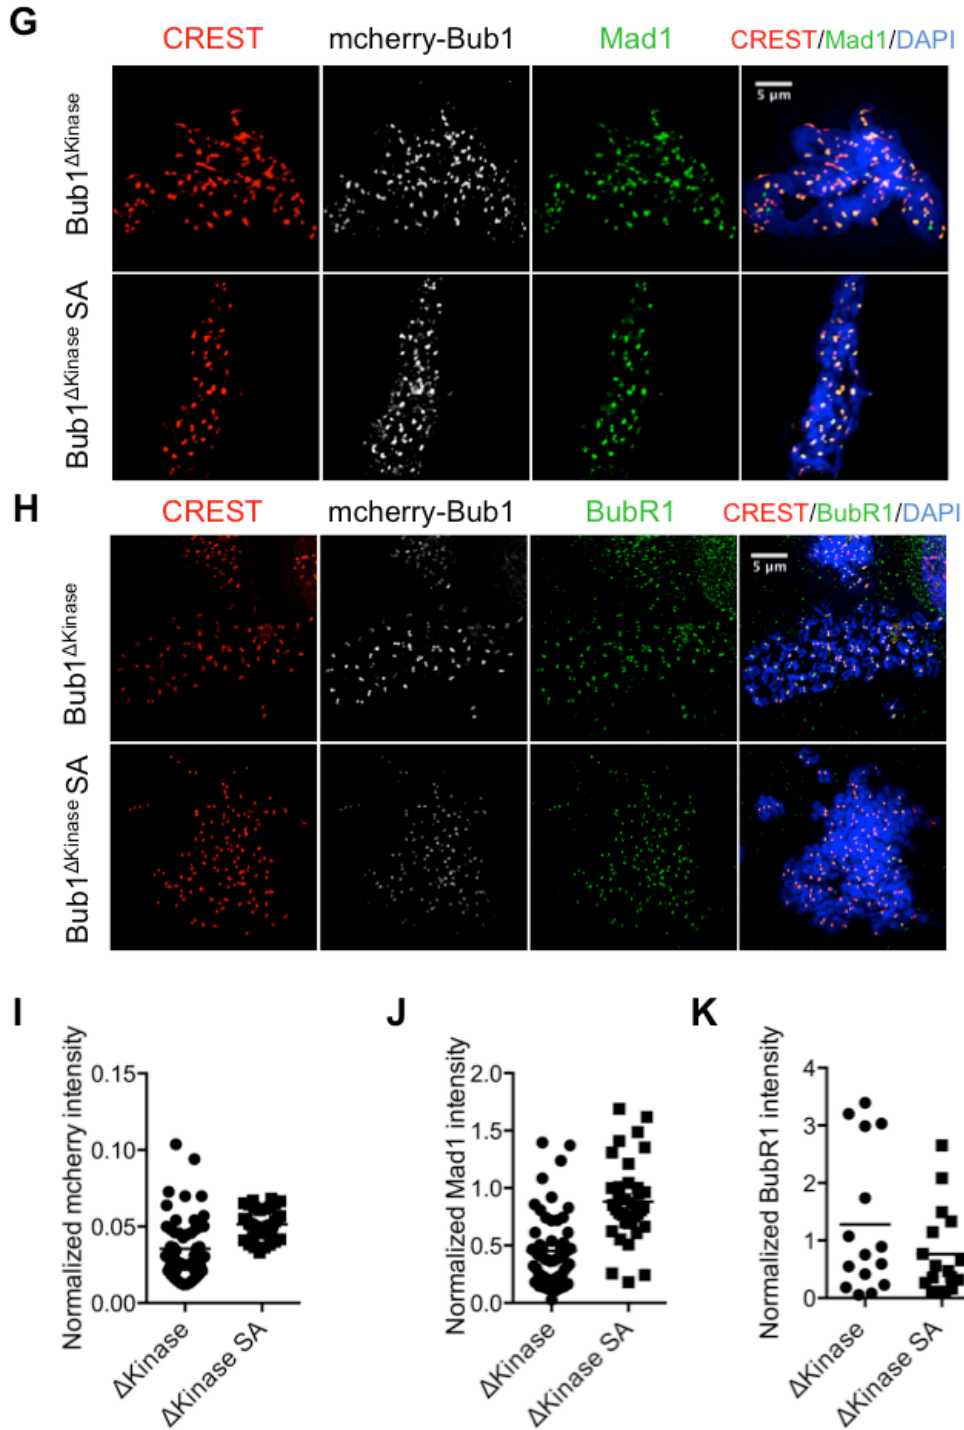 G
CREST mcherry-Bub1 Mad1 CREST/Mad1/DAPI
Bub1ΔKinase
5 µm
Bub1ΔKinase SA
H
CREST mcherry-Bub1 BubR1 CREST/BubR1/DAPI
Bub1ΔKinase
5 µm
Bub1ΔKinase SA
I
Normalized mcherry intensity
0.15
0.10
0.05
0.00
ΔKinase
ΔKinase SA
J
Normalized Mad1 intensity
2.0
1.5
1.0
0.5
0.0
ΔKinase
ΔKinase SA
K
Normalized BubR1 intensity
4
3
2
1
0
ΔKinase
ΔKinase SA